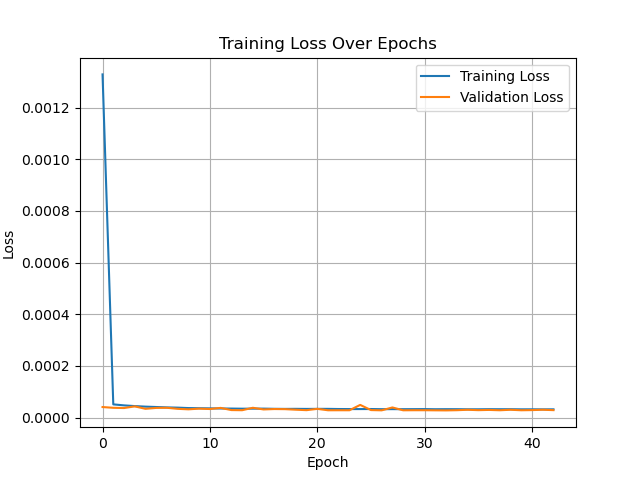 Training Loss Over Epochs
Training Loss
Validation Loss
0.0012
0.0010
0.0008
0.0006
0.0004
0.0002
0.0000
Loss
0 10 20 30 40
Epoch